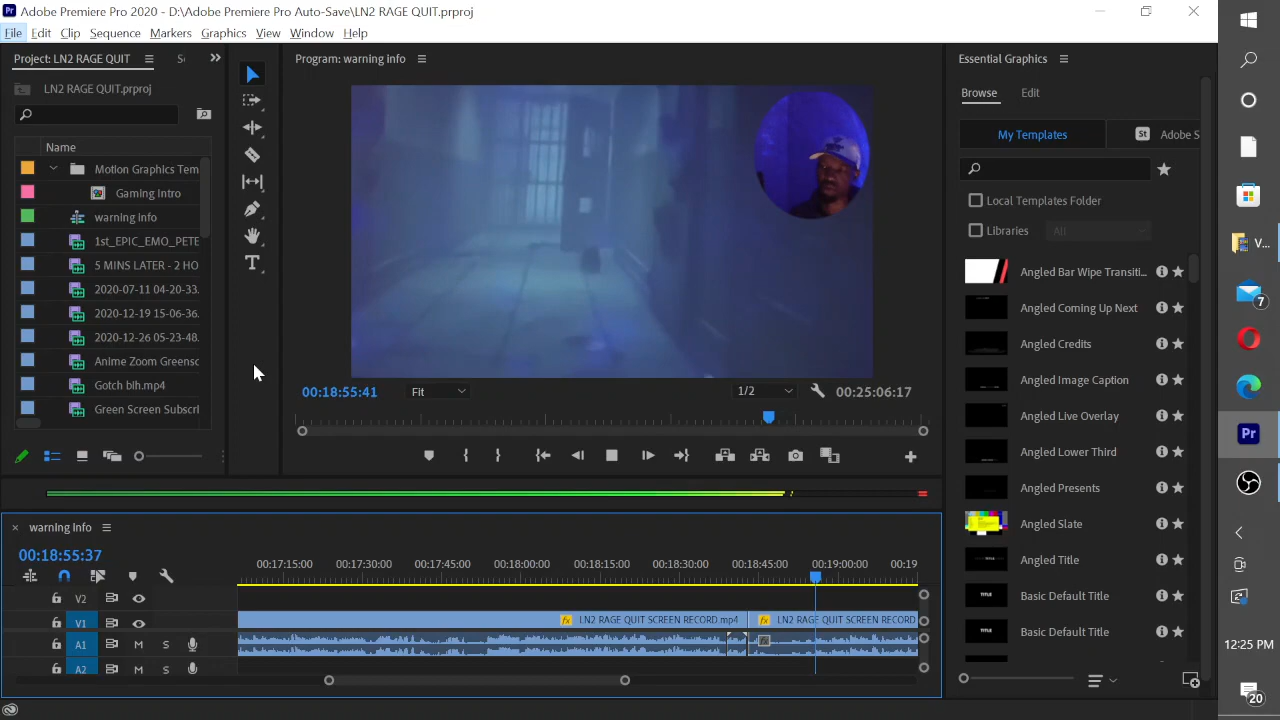 Pr Adobe Premiere Pro 2020 - D:\Adobe Premiere Pro Auto-Save\LN2 RAGE QUIT.prproj
File Edit Clip Sequence Markers Graphics View Window Help
Project: LN2 RAGE QUIT
LN2 RAGE QUIT.prproj
Name
Motion Graphics Tem
Gaming Intro
warning info
1st_EPIC_EMO_PETE
5 MINS LATER - 2 HO
2020-07-11 04-20-33.
2020-12-19 15-06-36.
2020-12-26 05-23-48.
Anime Zoom Greensc
Gotch blh.mp4
Green Screen Subscri
Program: warning info
00:18:55:41 Fit 1/2 00:25:06:17
Essential Graphics
Browse Edit
My Templates St Adobe S
Local Templates Folder
Libraries All
Angled Bar Wipe Transiti...
Angled Coming Up Next
Angled Credits
Angled Image Caption
Angled Live Overlay
Angled Lower Third
Angled Presents
Angled Slate
Angled Title
Basic Default Title
Basic Default Title
warning info
00:18:55:37
00:17:15:00 00:17:30:00 00:17:45:00 00:18:00:00 00:18:15:00 00:18:30:00 00:18:45:00 00:19:00:00 00:19
V2
V1 fx LN2 RAGE QUIT SCREEN RECORD.mp4 fx LN2 RAGE QUIT SCREEN RECORD
A1 M S
A2 M S
7
Pr
12:25 PM
20